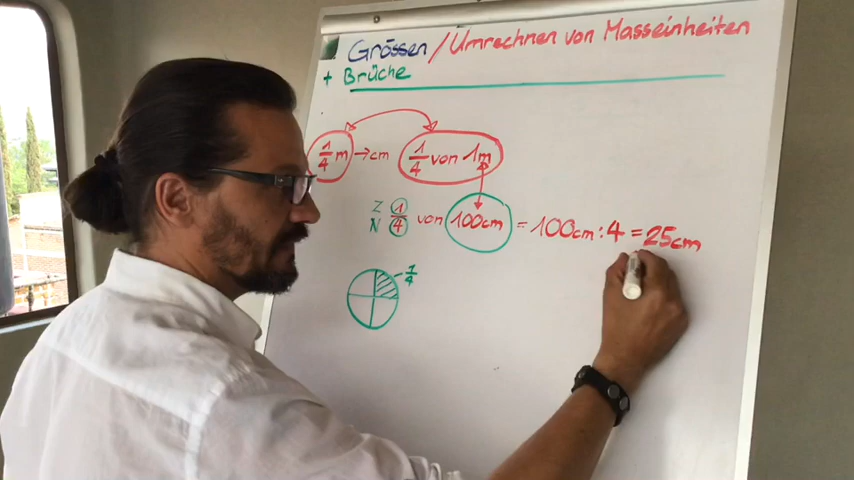 Grössen / Umrechnen von Masseinheiten
+ Brüche
1/4 m → cm 1/4 von 1m
Z 1
N 4 von 100cm = 100cm : 4 = 25cm
1/4